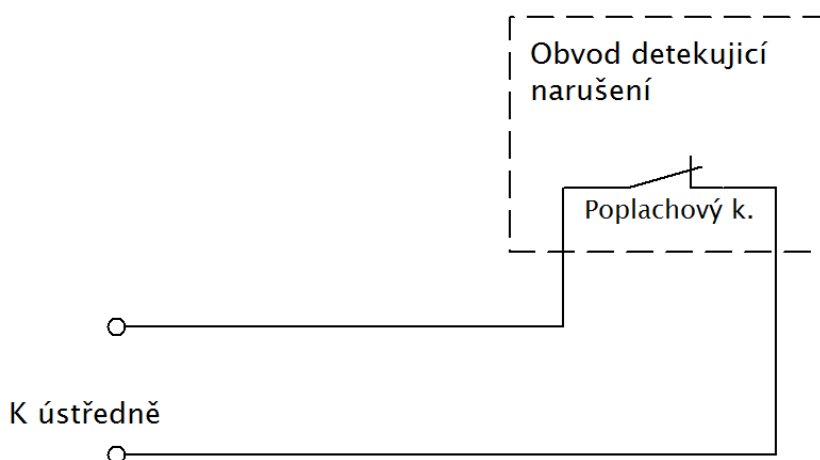 Obvod detekujicí
narušení
Poplachový k.
K ústředně